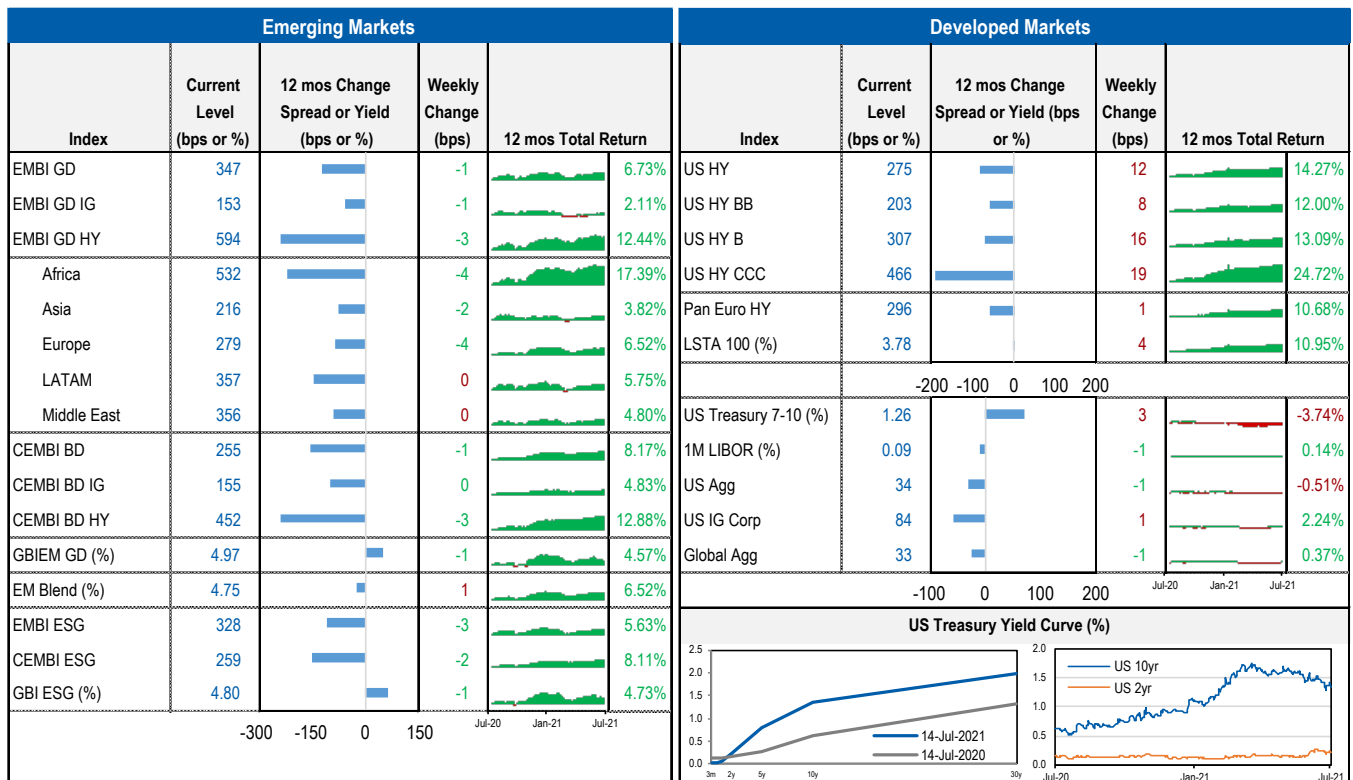 Emerging Markets
Index
Current Level (bps or %)
12 mos Change Spread or Yield (bps or %)
Weekly Change (bps)
12 mos Total Return
EMBI GD 347 -1 6.73%
EMBI GD IG 153 -1 2.11%
EMBI GD HY 594 -3 12.44%
Africa 532 -4 17.39%
Asia 216 -2 3.82%
Europe 279 -4 6.52%
LATAM 357 0 5.75%
Middle East 356 0 4.80%
CEMBI BD 255 -1 8.17%
CEMBI BD IG 155 0 4.83%
CEMBI BD HY 452 -3 12.88%
GBIEM GD (%) 4.97 -1 4.57%
EM Blend (%) 4.75 1 6.52%
EMBI ESG 328 -3 5.63%
CEMBI ESG 259 -2 8.11%
GBI ESG (%) 4.80 -1 4.73%
Jul-20 Jan-21 Jul-21
-300 -150 0 150
Developed Markets
Index
Current Level (bps or %)
12 mos Change Spread or Yield (bps or %)
Weekly Change (bps)
12 mos Total Return
US HY 275 12 14.27%
US HY BB 203 8 12.00%
US HY B 307 16 13.09%
US HY CCC 466 19 24.72%
Pan Euro HY 296 1 10.68%
LSTA 100 (%) 3.78 4 10.95%
-200 -100 0 100 200
US Treasury 7-10 (%) 1.26 3 -3.74%
1M LIBOR (%) 0.09 -1 0.14%
US Agg 34 -1 -0.51%
US IG Corp 84 1 2.24%
Global Agg 33 -1 0.37%
Jul-20 Jan-21 Jul-21
-100 0 100 200
US Treasury Yield Curve (%)
2.5
2.0
1.5
1.0
0.5
0.0
14-Jul-2021
14-Jul-2020
3m 2y 5y 10y 30y
2.0
1.5
1.0
0.5
0.0
US 10yr
US 2yr
Jul-20 Jan-21 Jul-21